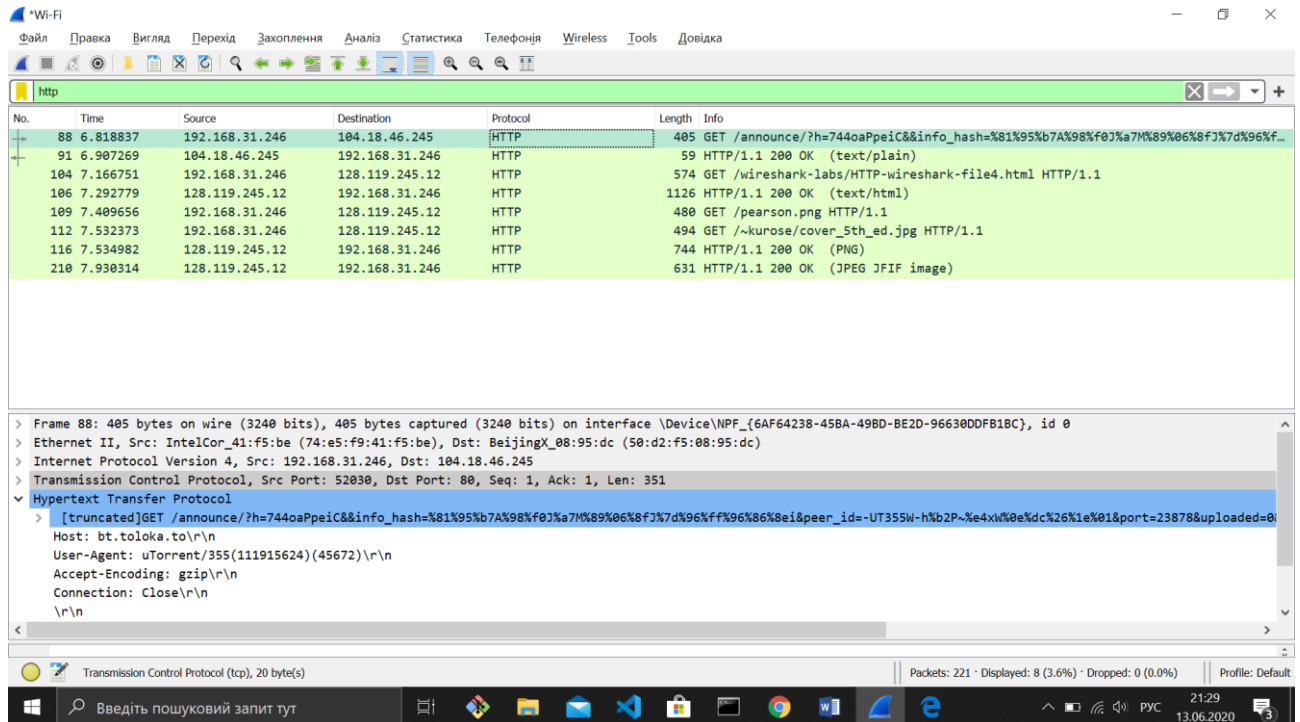 *Wi-Fi
Файл Правка Вигляд Перехід Захоплення Аналіз Статистика Телефонія Wireless Tools Довідка
http
No. Time Source Destination Protocol Length Info
88 6.818837 192.168.31.246 104.18.46.245 HTTP 405 GET /announce/?h=744oaPpeiC&&info_hash=%81%95%b7A%98%f0J%a7M%89%06%8fJ%7d%96%f…
91 6.907269 104.18.46.245 192.168.31.246 HTTP 59 HTTP/1.1 200 OK (text/plain)
104 7.166751 192.168.31.246 128.119.245.12 HTTP 574 GET /wireshark-labs/HTTP-wireshark-file4.html HTTP/1.1
106 7.292779 128.119.245.12 192.168.31.246 HTTP 1126 HTTP/1.1 200 OK (text/html)
109 7.409656 192.168.31.246 128.119.245.12 HTTP 480 GET /pearson.png HTTP/1.1
112 7.532373 192.168.31.246 128.119.245.12 HTTP 494 GET /~kurose/cover_5th_ed.jpg HTTP/1.1
116 7.534982 128.119.245.12 192.168.31.246 HTTP 744 HTTP/1.1 200 OK (PNG)
210 7.930314 128.119.245.12 192.168.31.246 HTTP 631 HTTP/1.1 200 OK (JPEG JFIF image)
Frame 88: 405 bytes on wire (3240 bits), 405 bytes captured (3240 bits) on interface \Device\NPF_{6AF64238-45BA-49BD-BE2D-96630DDFB1BC}, id 0
Ethernet II, Src: IntelCor_41:f5:be (74:e5:f9:41:f5:be), Dst: BeijingX_08:95:dc (50:d2:f5:08:95:dc)
Internet Protocol Version 4, Src: 192.168.31.246, Dst: 104.18.46.245
Transmission Control Protocol, Src Port: 52030, Dst Port: 80, Seq: 1, Ack: 1, Len: 351
Hypertext Transfer Protocol
[truncated]GET /announce/?h=744oaPpeiC&&info_hash=%81%95%b7A%98%f0J%a7M%89%06%8fJ%7d%96%ff%96%86%8ei&peer_id=-UT355W-h%b2P~%e4xW%0e%dc%26%1e%01&port=23878&uploaded=0&
Host: bt.toloka.to\r\n
User-Agent: uTorrent/355(111915624)(45672)\r\n
Accept-Encoding: gzip\r\n
Connection: Close\r\n
\r\n
Transmission Control Protocol (tcp), 20 byte(s) Packets: 221 · Displayed: 8 (3.6%) · Dropped: 0 (0.0%) Profile: Default
Введіть пошуковий запит тут РУС 21:29
13.06.2020 3